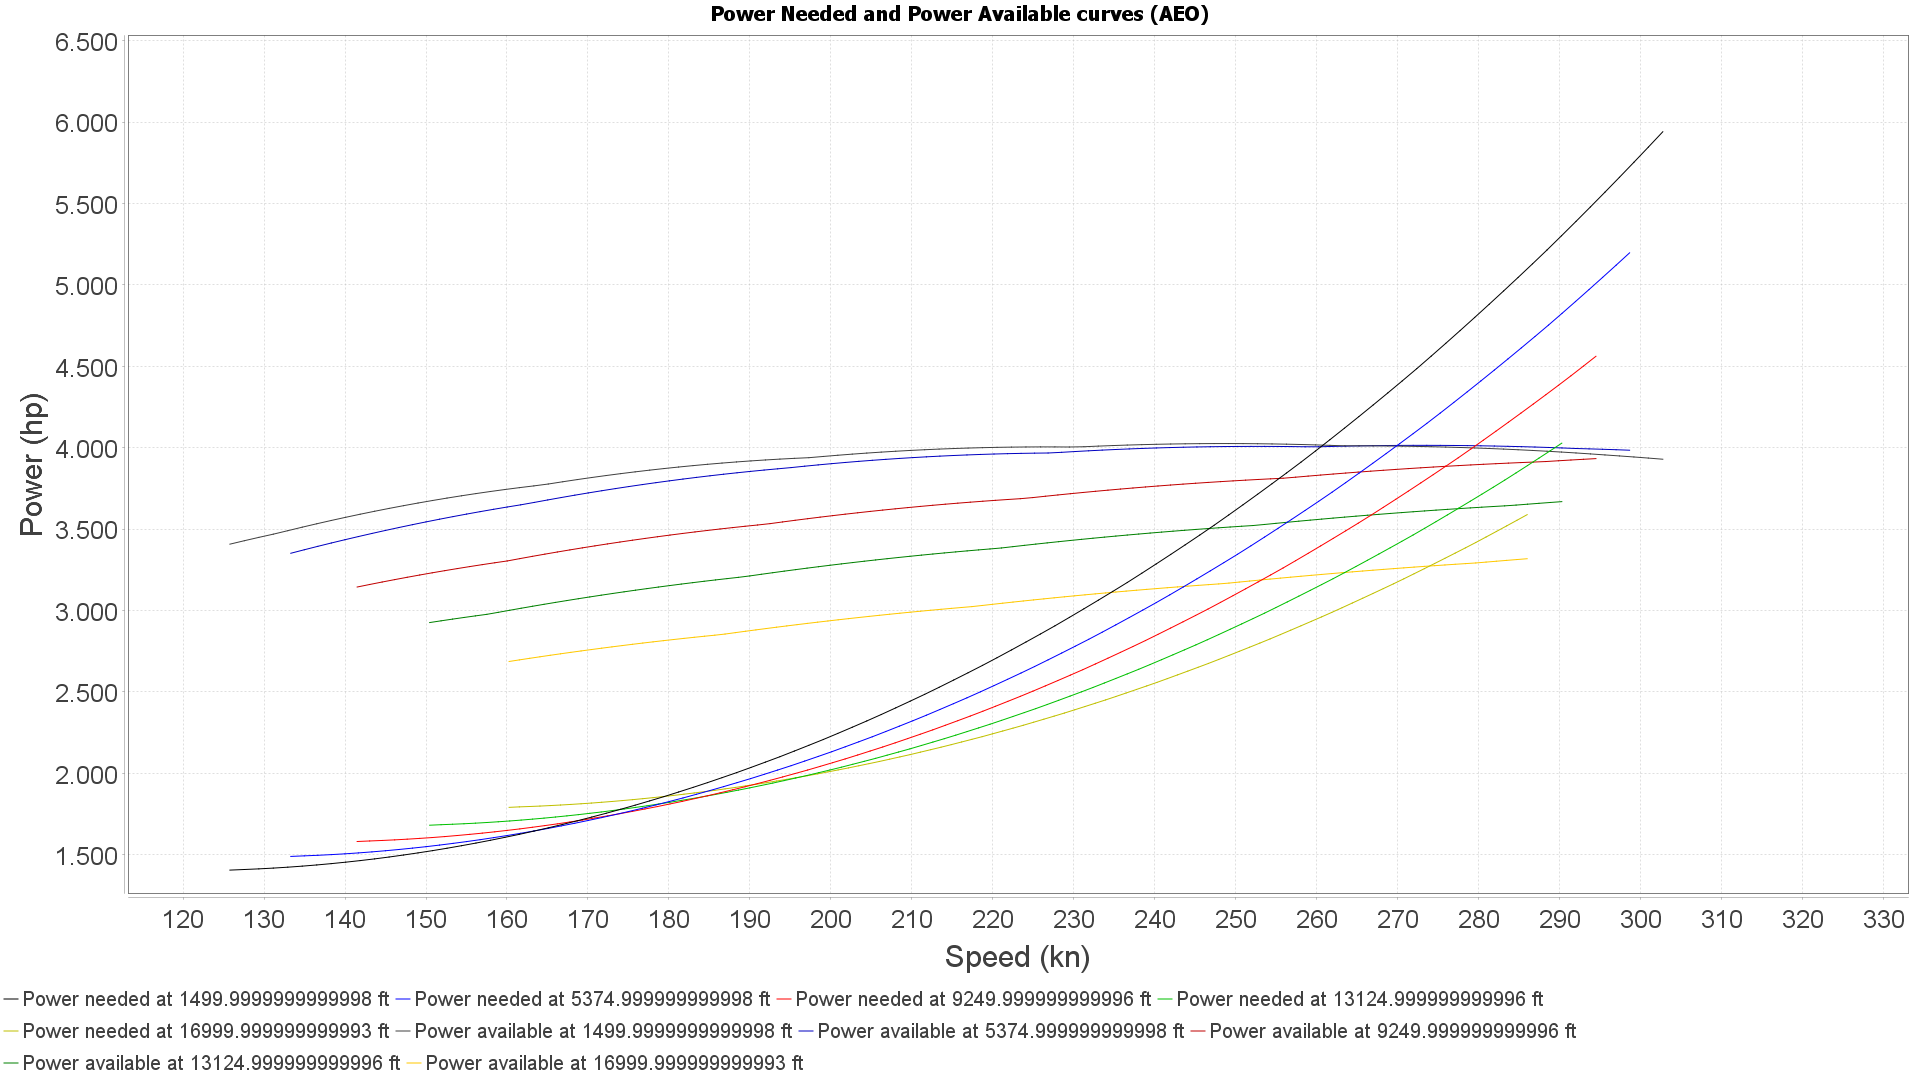 Power Needed and Power Available curves (AEO)
6.500
6.000
5.500
5.000
4.500
4.000
3.500
3.000
2.500
2.000
1.500
Power (hp)
120 130 140 150 160 170 180 190 200 210 220 230 240 250 260 270 280 290 300 310 320 330
Speed (kn)
Power needed at 1499.9999999999998 ft Power needed at 5374.999999999998 ft Power needed at 9249.999999999996 ft Power needed at 13124.999999999996 ft
Power needed at 16999.999999999993 ft Power available at 1499.9999999999998 ft Power available at 5374.999999999998 ft Power available at 9249.999999999996 ft
Power available at 13124.999999999996 ft Power available at 16999.999999999993 ft